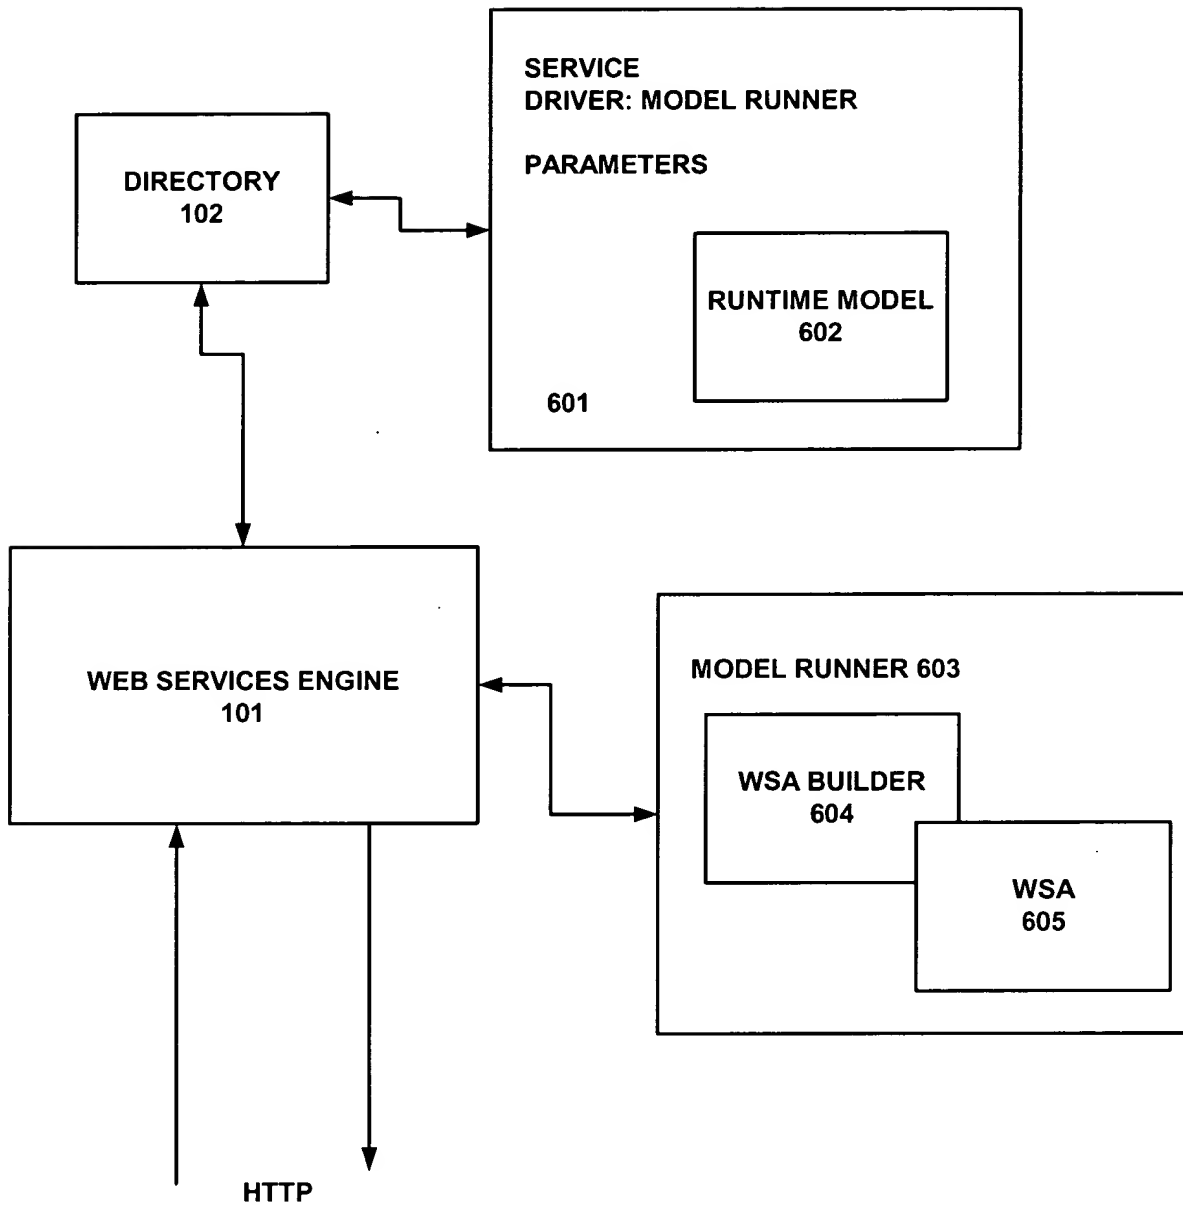 SERVICE
DRIVER: MODEL RUNNER
PARAMETERS
DIRECTORY
102
RUNTIME MODEL
602
601
WEB SERVICES ENGINE
101
MODEL RUNNER 603
WSA BUILDER
604
WSA
605
HTTP